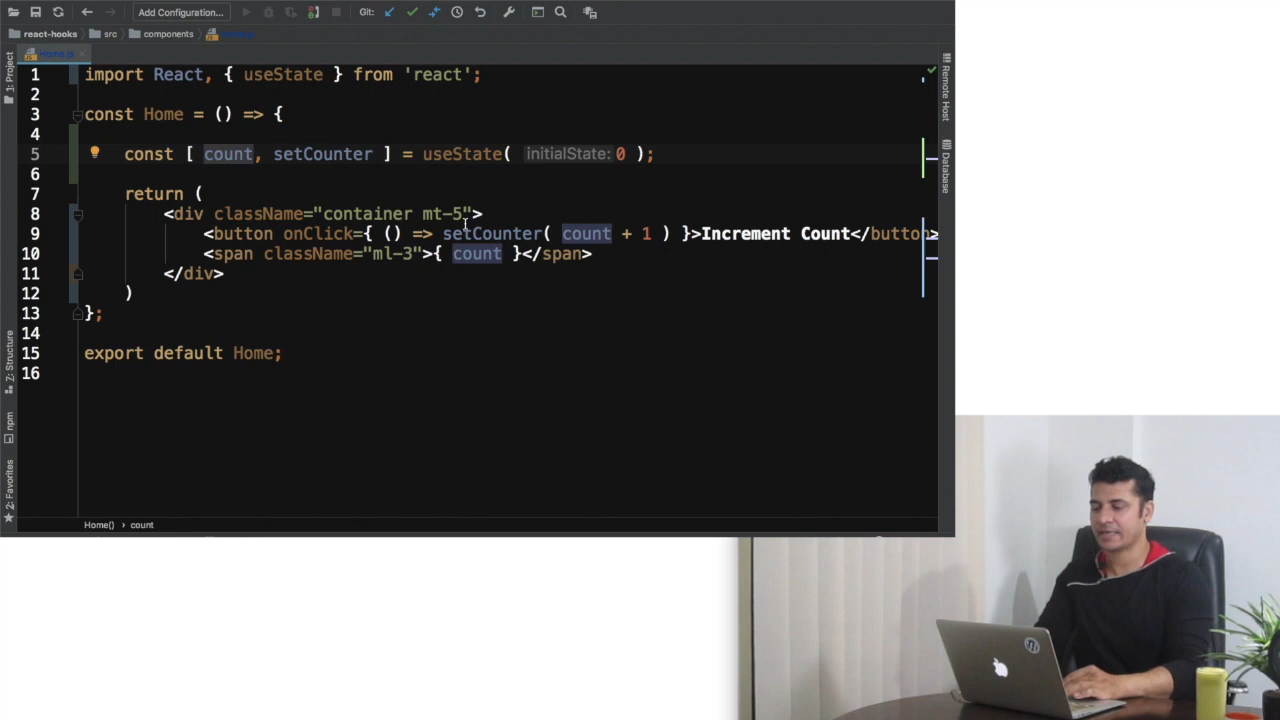 Add Configuration...
Git:
react-hooks
src
components
Home.js
1: Project
Remote Host
Database
Z: Structure
npm
2: Favorites
1 import React, { useState } from 'react';
2
3 const Home = () => {
4
5 const [ count, setCounter ] = useState( initialState: 0 );
6
7 return (
8 <div className="container mt-5">
9 <button onClick={ () => setCounter( count + 1 ) }>Increment Count</button>
10 <span className="ml-3">{ count }</span>
11 </div>
12 )
13 };
14
15 export default Home;
16
Home() › count